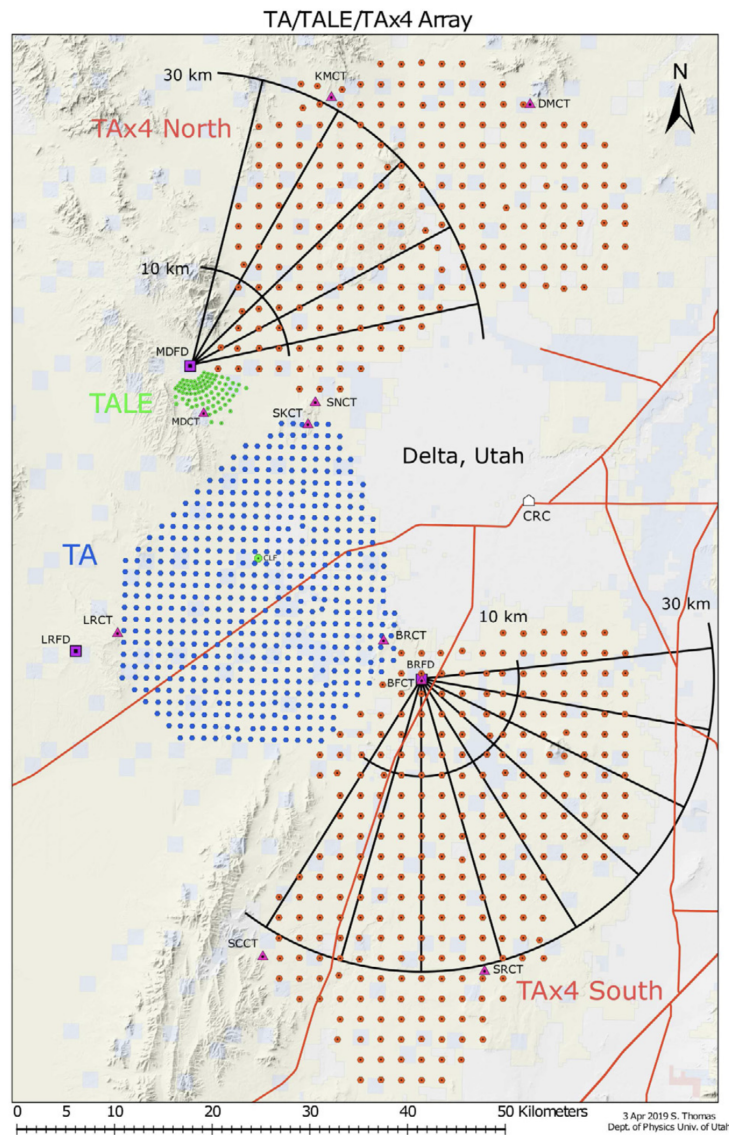 TA/TALE/TAx4 Array
30 km
KMCT
N
DMCT
TAx4 North
10 km
MDFD
TALE
SNCT
MDCT
SKCT
Delta, Utah
CRC
TA
CLF
LRCT
LRFD
BRCT
10 km
30 km
BRFD
BFCT
SCCT
SRCT
TAx4 South
0 10 20 30 40 50 Kilometers
3 Apr 2019 S. Thomas
Dept. of Physics Univ. of Utah